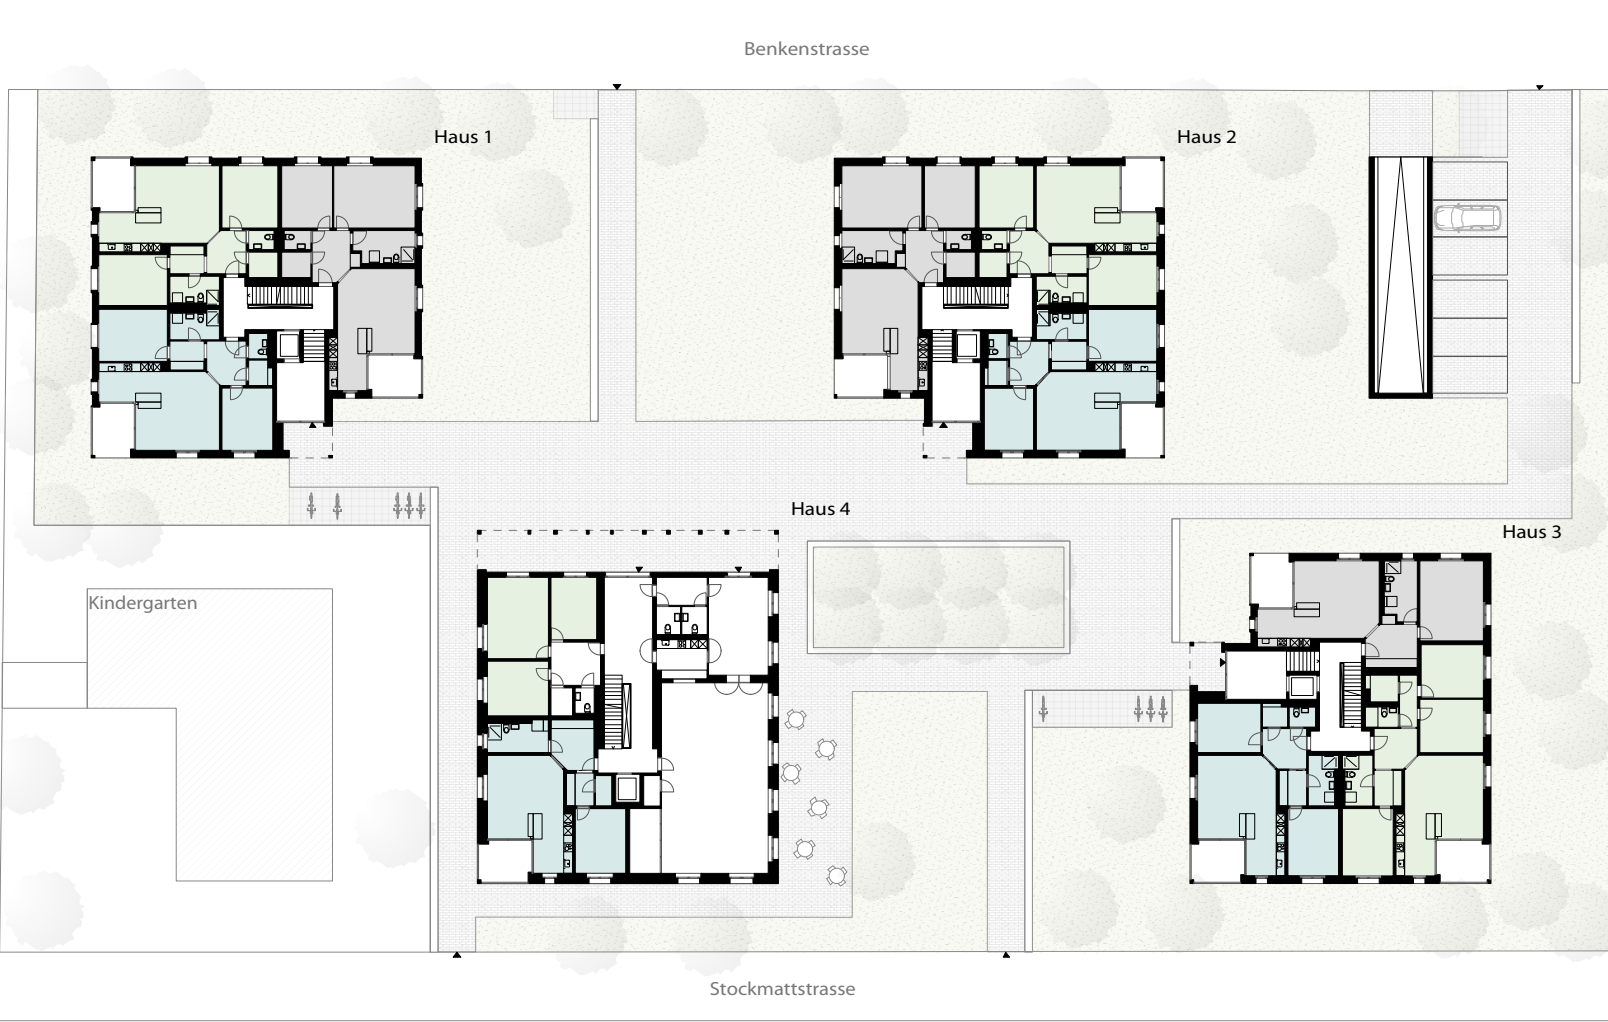 Benkenstrasse
Haus 1
Haus 2
Haus 4
Haus 3
Kindergarten
Stockmattstrasse